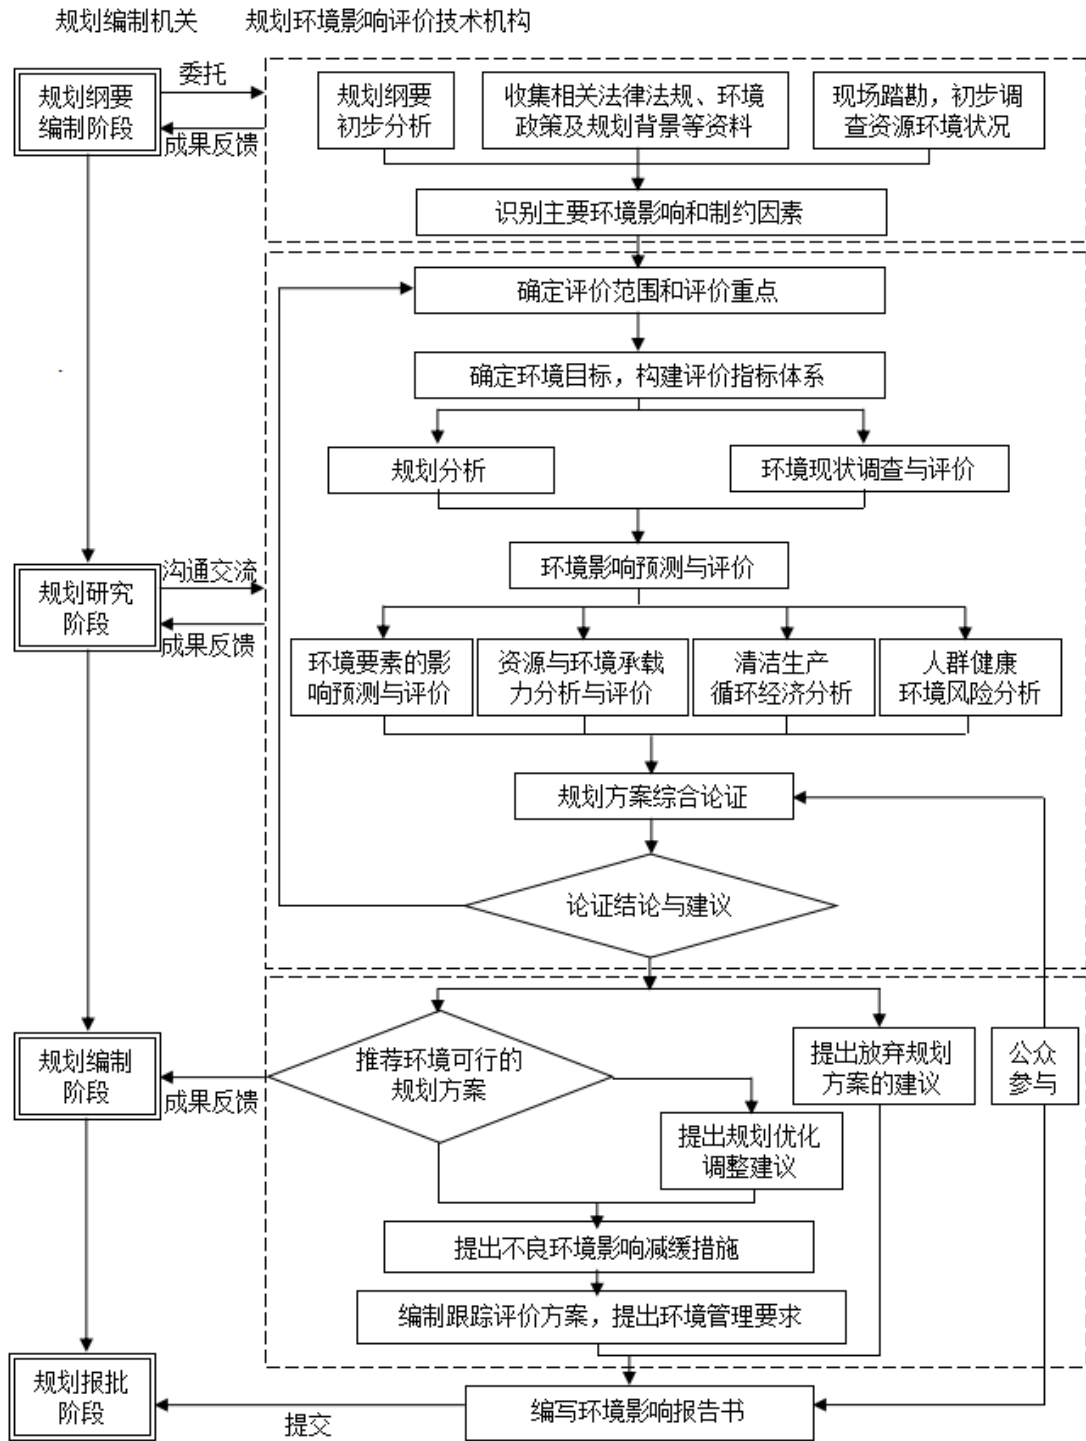 规划编制机关 规划环境影响评价技术机构
规划纲要
编制阶段
委托
成果反馈
规划纲要
初步分析
收集相关法律法规、环境
政策及规划背景等资料
现场踏勘，初步调
查资源环境状况
识别主要环境影响和制约因素
确定评价范围和评价重点
确定环境目标，构建评价指标体系
规划分析
环境现状调查与评价
环境影响预测与评价
规划研究
阶段
沟通交流
成果反馈
环境要素的影
响预测与评价
资源与环境承载
力分析与评价
清洁生产
循环经济分析
人群健康
环境风险分析
规划方案综合论证
论证结论与建议
规划编制
阶段
成果反馈
推荐环境可行的
规划方案
提出放弃规划
方案的建议
公众
参与
提出规划优化
调整建议
提出不良环境影响减缓措施
编制跟踪评价方案，提出环境管理要求
规划报批
阶段
提交
编写环境影响报告书